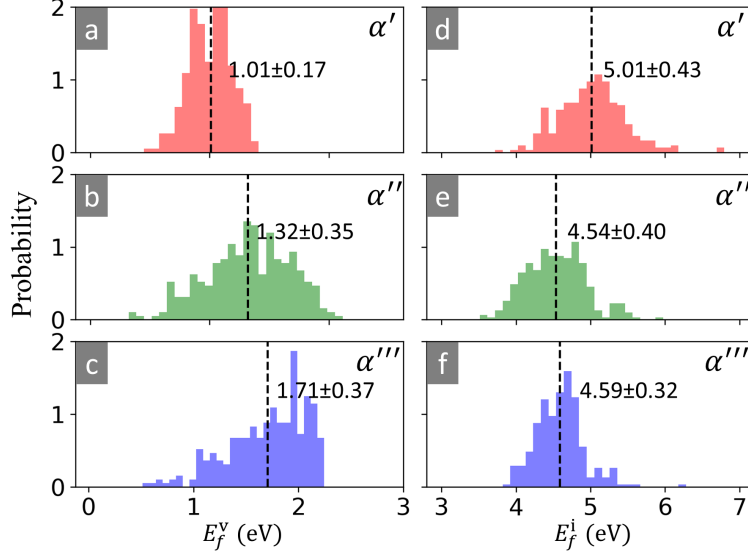 a
2
1
0
α′
1.01±0.17
d
α′
5.01±0.43
Probability
b
2
1
0
α′′
1.32±0.35
e
α′′
4.54±0.40
c
2
1
0
α′′′
1.71±0.37
f
α′′′
4.59±0.32
0 1 2 3
3 4 5 6 7
E_f^v (eV)
E_f^i (eV)